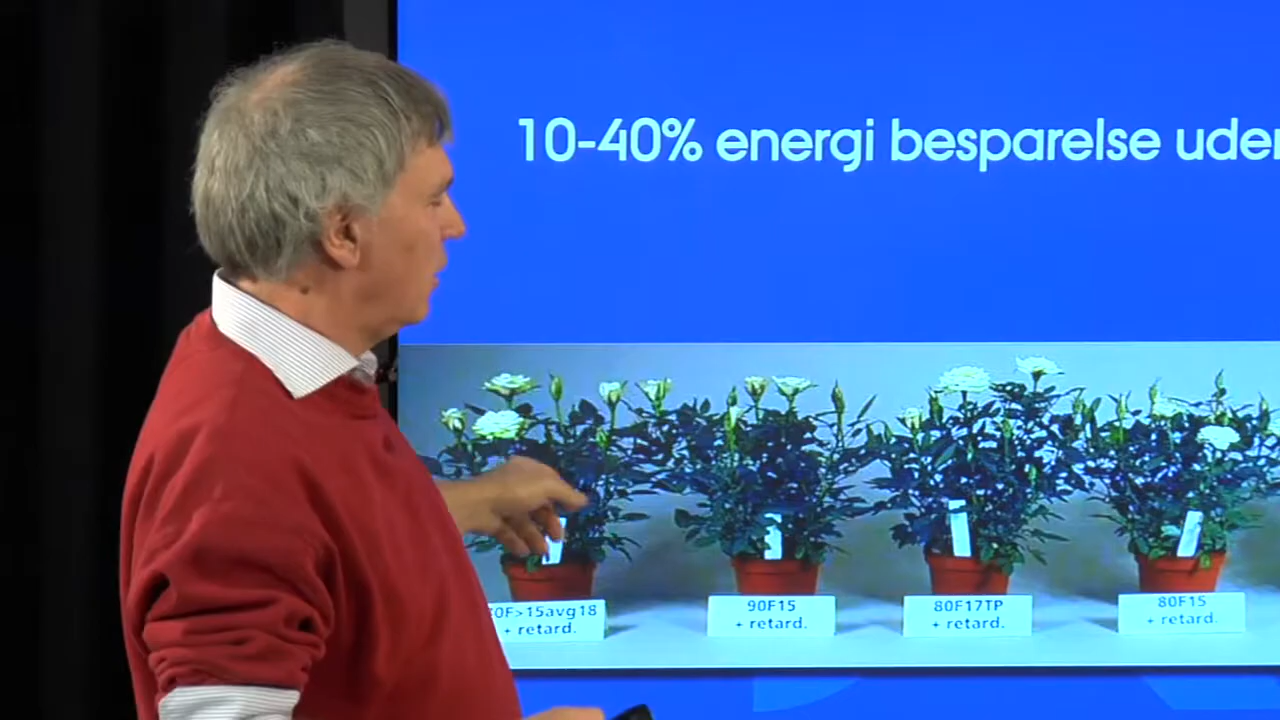 10-40% energi besparelse uden
0F>15avg18
+ retard.
90F15
+ retard.
80F17TP
+ retard.
80F15
+ retard.